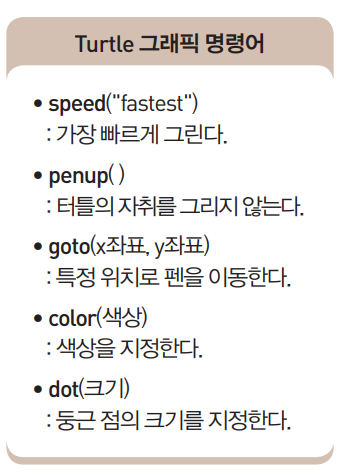 Turtle 그래픽 명령어
• speed("fastest")
: 가장 빠르게 그린다.
• penup( )
: 터틀의 자취를 그리지 않는다.
• goto(x좌표, y좌표)
: 특정 위치로 펜을 이동한다.
• color(색상)
: 색상을 지정한다.
• dot(크기)
: 둥근 점의 크기를 지정한다.